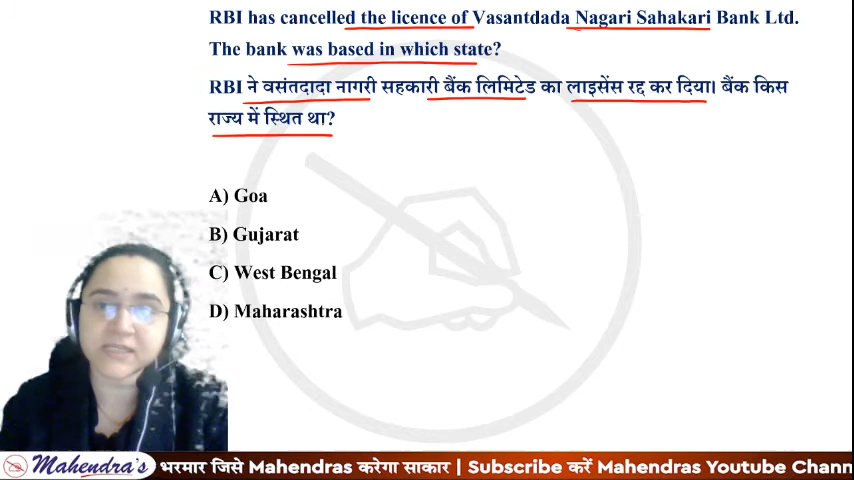 RBI has cancelled the licence of Vasantdada Nagari Sahakari Bank Ltd.
The bank was based in which state?
RBI ने वसंतदादा नागरी सहकारी बैंक लिमिटेड का लाइसेंस रद्द कर दिया। बैंक किस
राज्य में स्थित था?
A) Goa
B) Gujarat
C) West Bengal
D) Maharashtra
Mahendra's भरमार जिसे Mahendras करेगा साकार | Subscribe करें Mahendras Youtube Chann